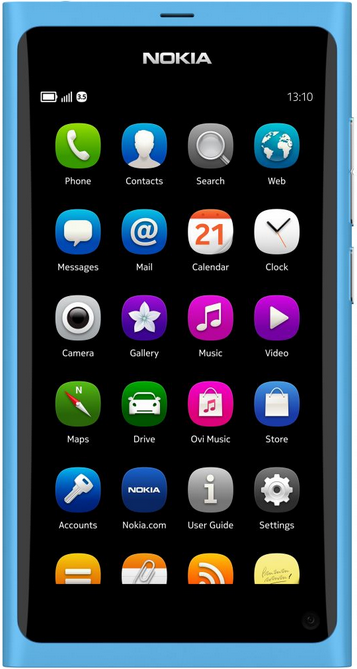 NOKIA
3.5 13:10
Phone Contacts Search Web
@ 21
Messages Mail Calendar Clock
Camera Gallery Music Video
N
Maps Drive Ovi Music Store
NOKIA
Accounts Nokia.com User Guide Settings